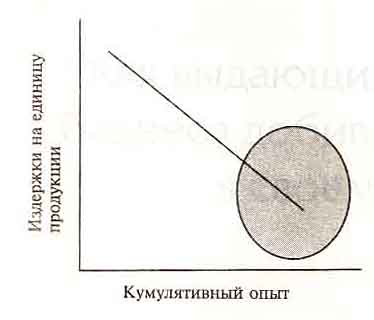 Издержки на единицу
продукции
Кумулятивный опыт